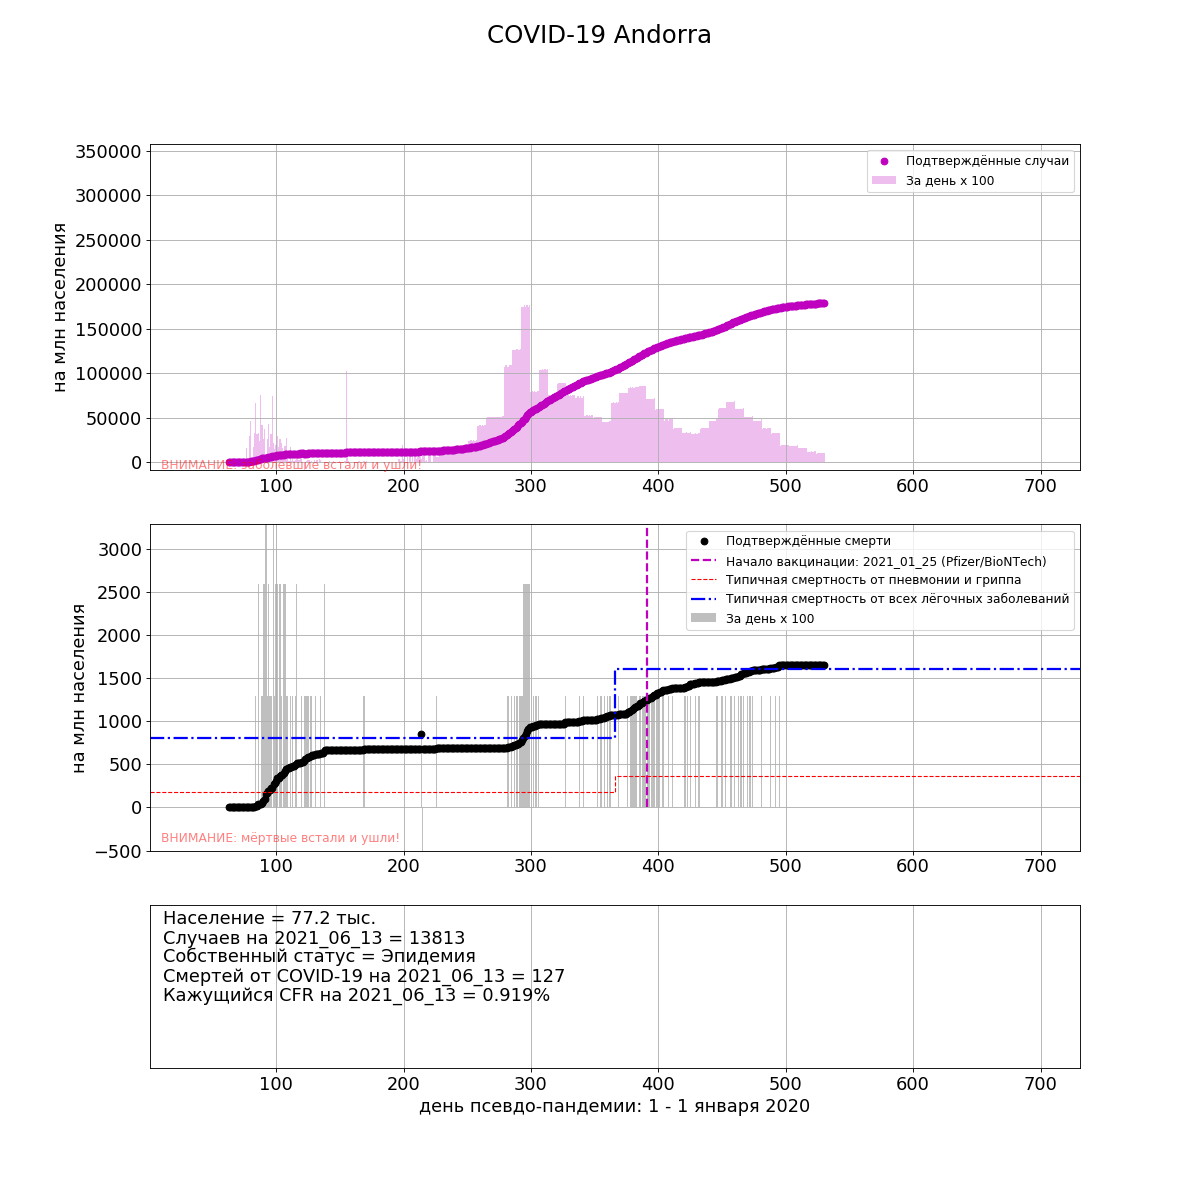 COVID-19 Andorra
350000
300000
250000
200000
150000
100000
50000
0
на млн населения
Подтверждённые случаи
За день x 100
ВНИМАНИЕ: заболевшие встали и ушли!
100 200 300 400 500 600 700
3000
2500
2000
1500
1000
500
0
−500
на млн населения
Подтверждённые смерти
Начало вакцинации: 2021_01_25 (Pfizer/BioNTech)
Типичная смертность от пневмонии и гриппа
Типичная смертность от всех лёгочных заболеваний
За день x 100
ВНИМАНИЕ: мёртвые встали и ушли!
100 200 300 400 500 600 700
Население = 77.2 тыс.
Случаев на 2021_06_13 = 13813
Собственный статус = Эпидемия
Смертей от COVID-19 на 2021_06_13 = 127
Кажущийся CFR на 2021_06_13 = 0.919%
100 200 300 400 500 600 700
день псевдо-пандемии: 1 - 1 января 2020